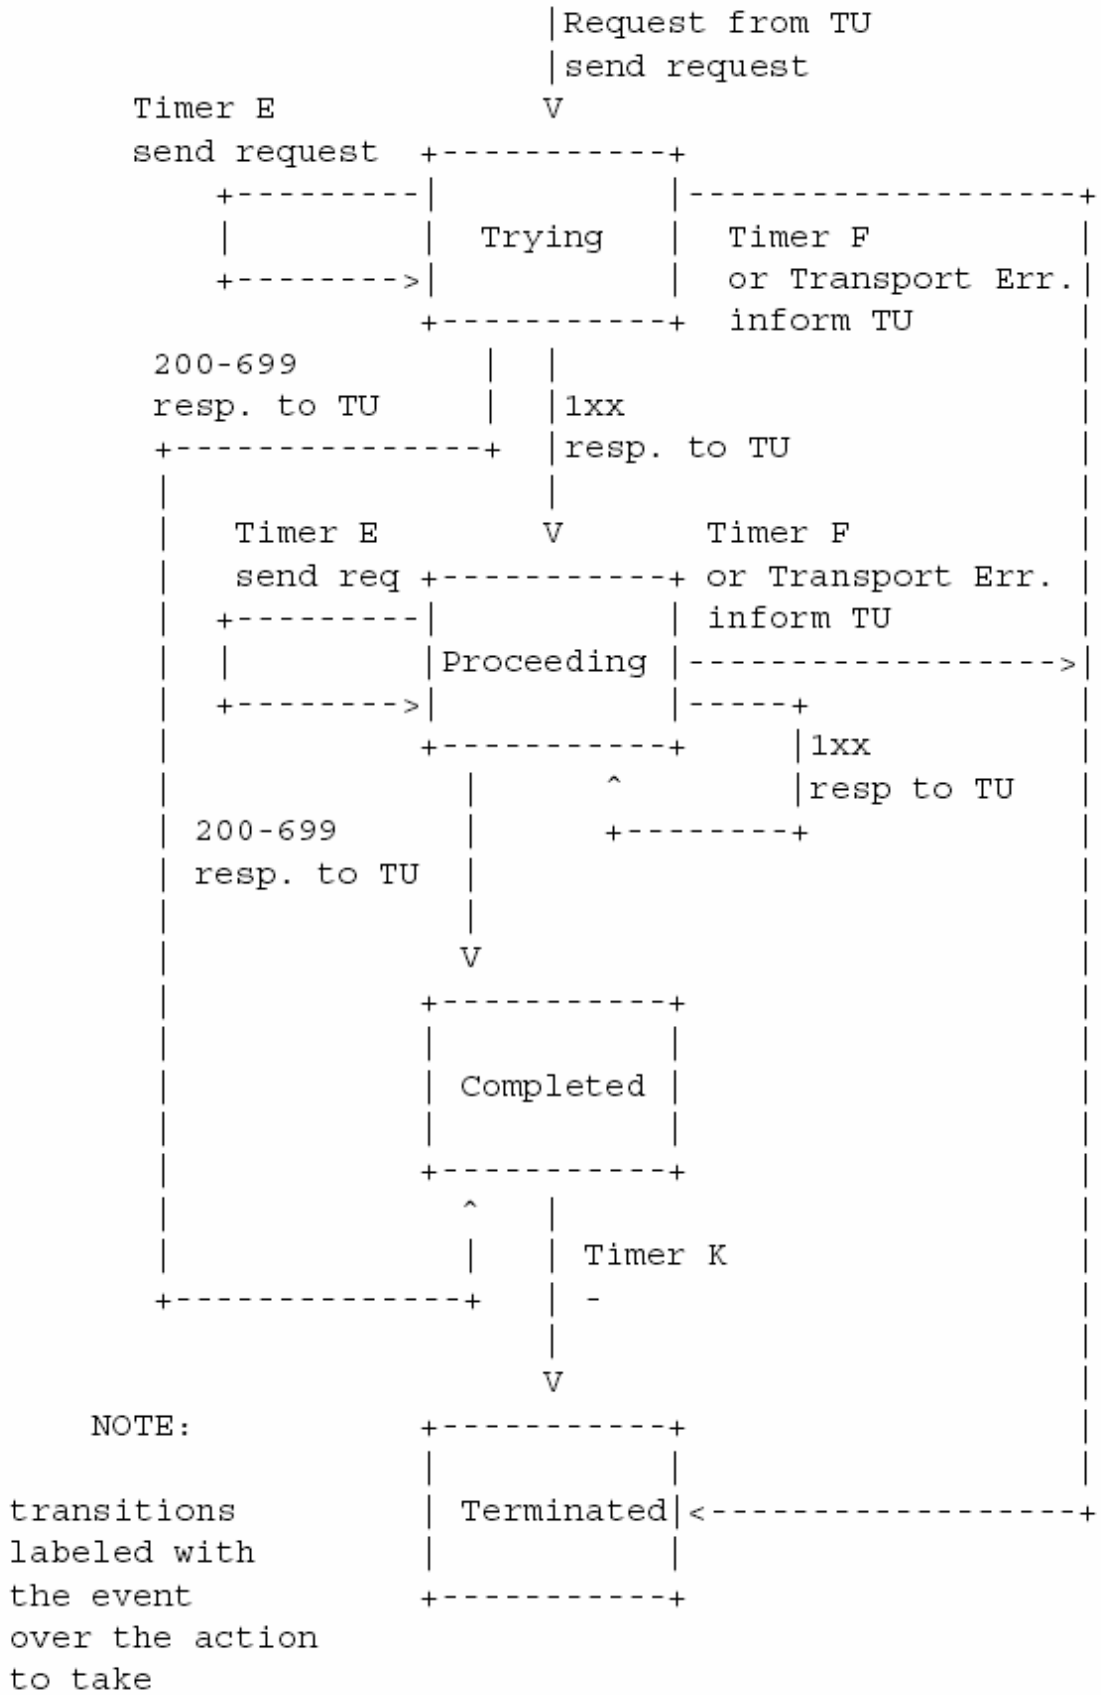 Request from TU
send request
Timer E
send request
Trying
Timer F
or Transport Err.
inform TU
200-699
resp. to TU
1xx
resp. to TU
Timer E
send req
Timer F
or Transport Err.
inform TU
Proceeding
1xx
resp to TU
200-699
resp. to TU
Completed
Timer K
-
Terminated
NOTE:
transitions
labeled with
the event
over the action
to take